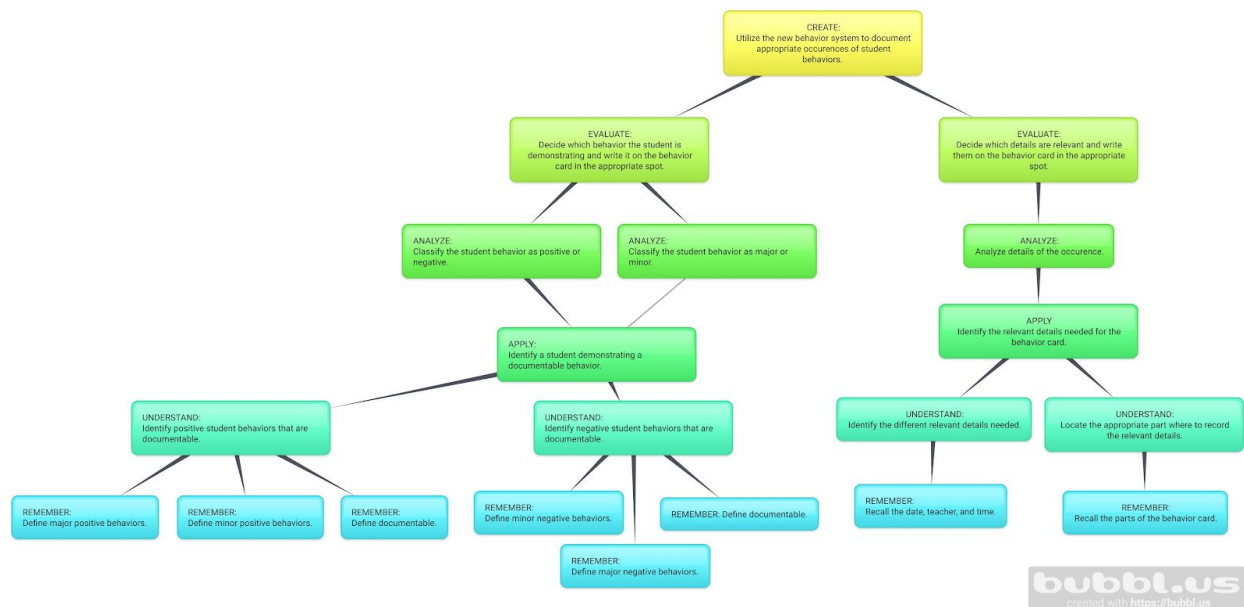 CREATE:
Utilize the new behavior system to document
appropriate occurences of student
behaviors.
EVALUATE:
Decide which behavior the student is
demonstrating and write it on the behavior
card in the appropriate spot.
EVALUATE:
Decide which details are relevant and write
them on the behavior card in the appropriate
spot.
ANALYZE:
Classify the student behavior as positive or
negative.
ANALYZE:
Classify the student behavior as major or
minor.
ANALYZE:
Analyze details of the occurence.
APPLY:
Identify a student demonstrating a
documentable behavior.
APPLY
Identify the relevant details needed for the
behavior card.
UNDERSTAND:
Identify positive student behaviors that are
documentable.
UNDERSTAND:
Identify negative student behaviors that are
documentable.
UNDERSTAND:
Identify the different relevant details needed.
UNDERSTAND:
Locate the appropriate part where to record
the relevant details.
REMEMBER:
Define major positive behaviors.
REMEMBER:
Define minor positive behaviors.
REMEMBER:
Define documentable.
REMEMBER:
Define minor negative behaviors.
REMEMBER: Define documentable.
REMEMBER:
Define major negative behaviors.
REMEMBER:
Recall the date, teacher, and time.
REMEMBER:
Recall the parts of the behavior card.
bubbl.us
created with https://bubbl.us